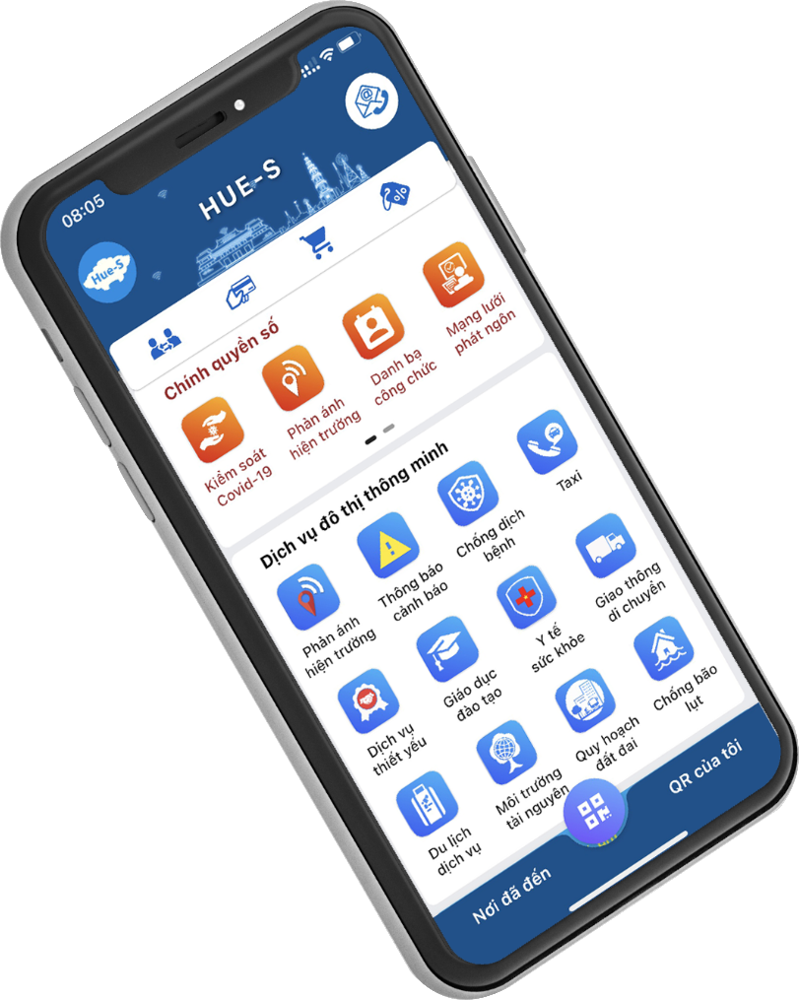 08:05
HUE-S
Hue-S
Chính quyền số
Kiểm soát
Covid-19
Phản ánh
hiện trường
Danh bạ
công chức
Mạng lưới
phát ngôn
Dịch vụ đô thị thông minh
Phản ánh
hiện trường
Thông báo
cảnh báo
Chống dịch
bệnh
Taxi
Dịch vụ
thiết yếu
Giáo dục
đào tạo
Y tế
sức khỏe
Giao thông
di chuyển
Du lịch
dịch vụ
Môi trường
tài nguyên
Quy hoạch
đất đai
Chống bão
lụt
Nơi đã đến
QR của tôi